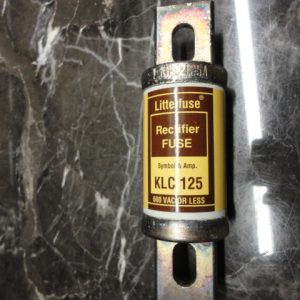 Littelfuse®
Rectifier
FUSE
Symbol & Amp.
KLC 125
600 VAC OR LESS